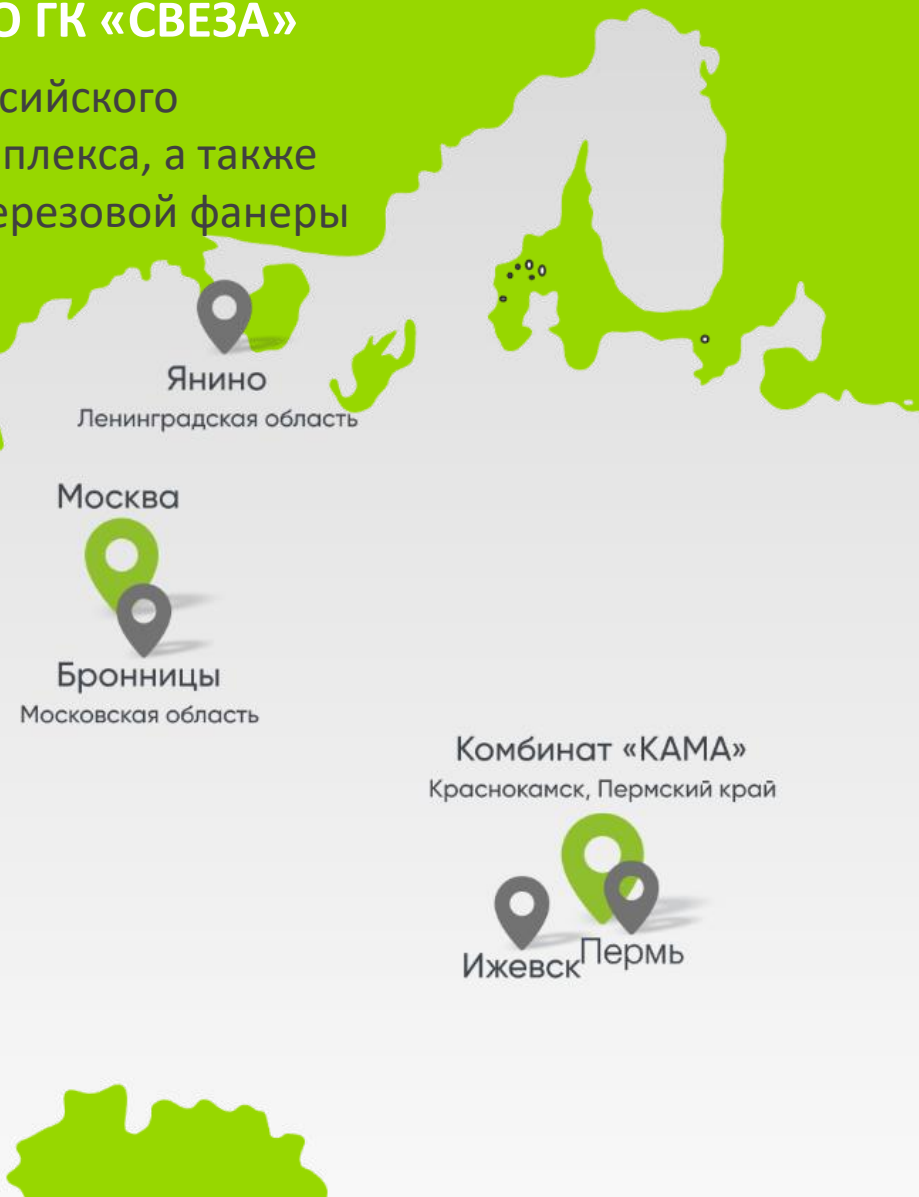 О ГК «СВЕЗА»
сийского
плекса, а также
ерезовой фанеры
Янино
Ленинградская область
Москва
Бронницы
Московская область
Комбинат «КАМА»
Краснокамск, Пермский край
Ижевск
Пермь